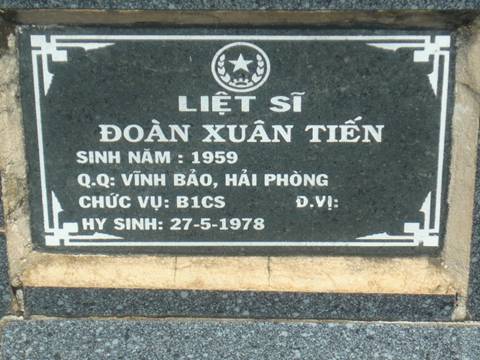 LIỆT SĨ
ĐOÀN XUÂN TIẾN
SINH NĂM : 1959
Q.Q: VĨNH BẢO, HẢI PHÒNG
CHỨC VỤ: B1CS Đ.VỊ:
HY SINH: 27-5-1978